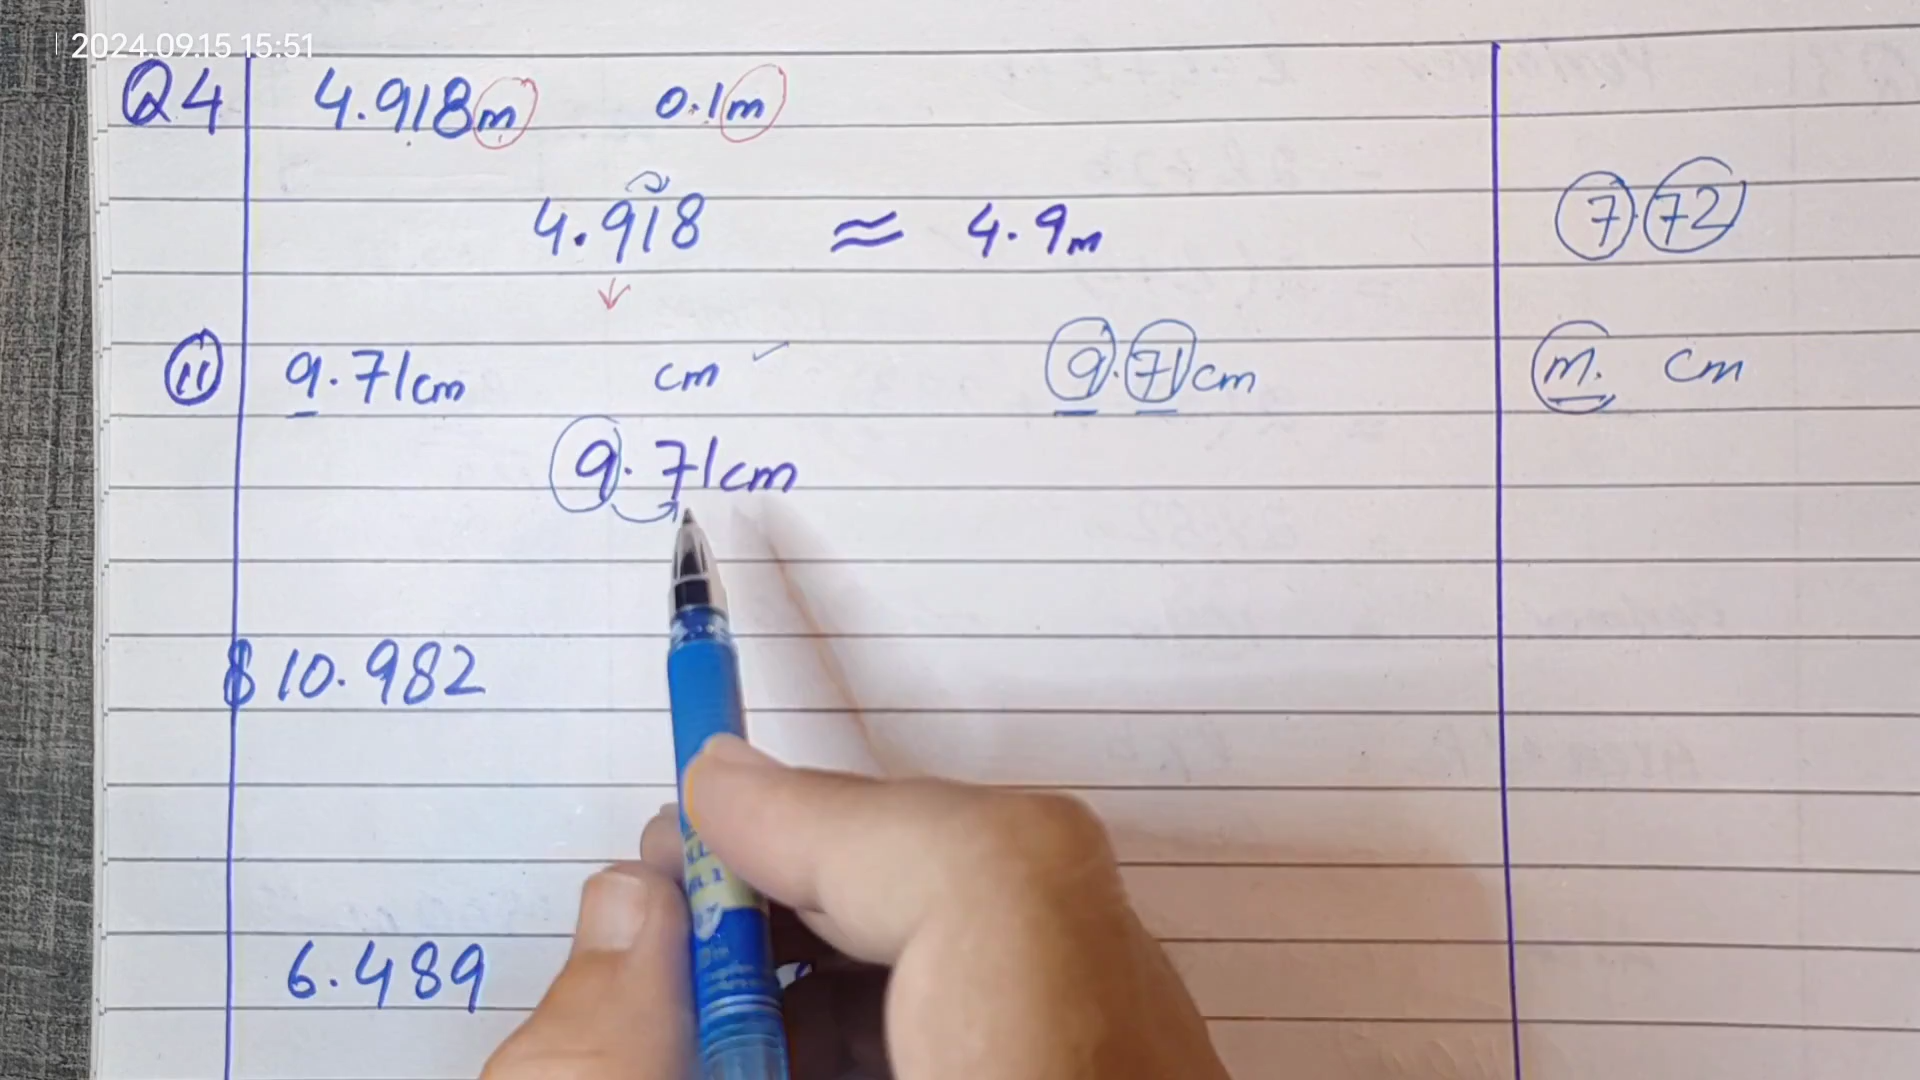 2024.09.15 15:51
Q4 4.918m 0.1m
4.918 ≈ 4.9m
7.72
(ii) 9.71cm cm ✓ 9.71cm
m. cm
9.71cm
$10.982
6.489